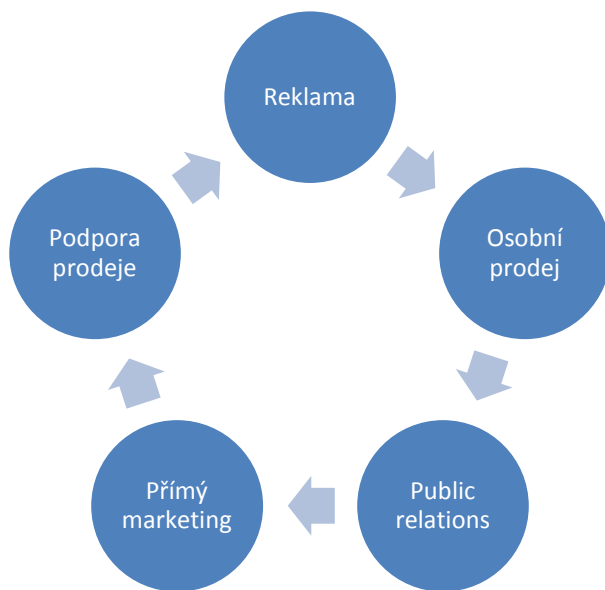 Reklama
Osobní
prodej
Public
relations
Přímý
marketing
Podpora
prodeje